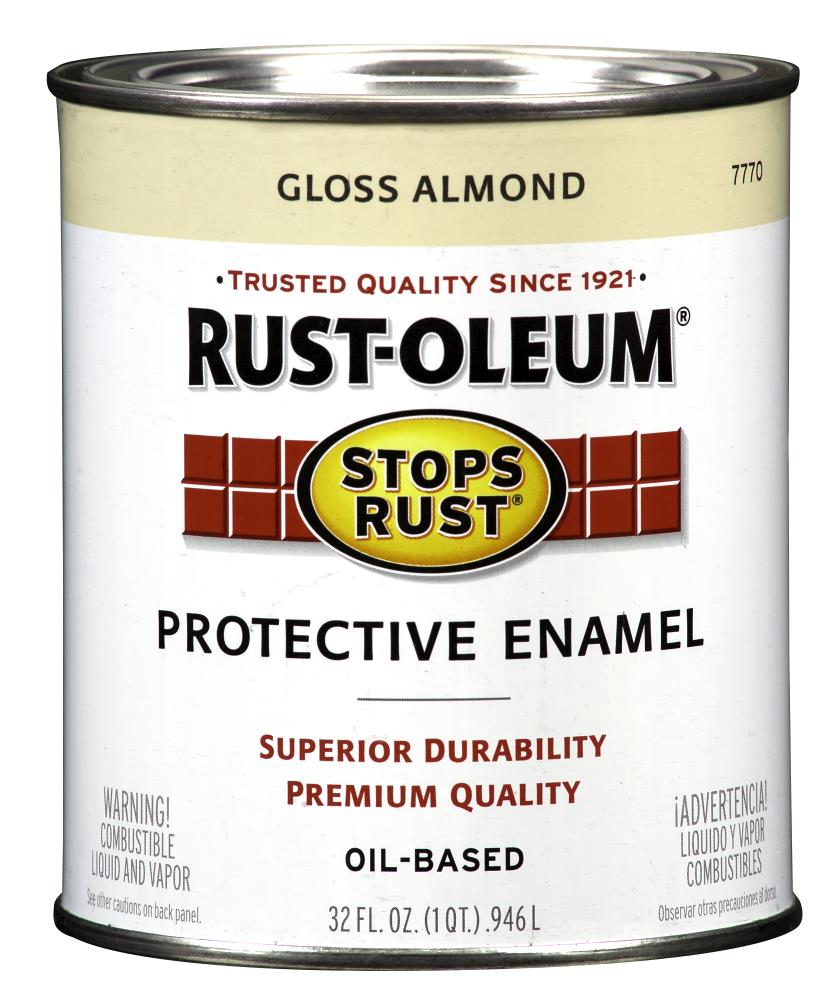 GLOSS ALMOND
7770
•TRUSTED QUALITY SINCE 1921•
RUST-OLEUM®
STOPS
RUST®
PROTECTIVE ENAMEL
SUPERIOR DURABILITY
PREMIUM QUALITY
OIL-BASED
32 FL. OZ. (1 QT.) .946 L
WARNING!
COMBUSTIBLE
LIQUID AND VAPOR
See other cautions on back panel.
¡ADVERTENCIA!
LIQUIDO Y VAPOR
COMBUSTIBLES
Observar otras precauciones al dorso.